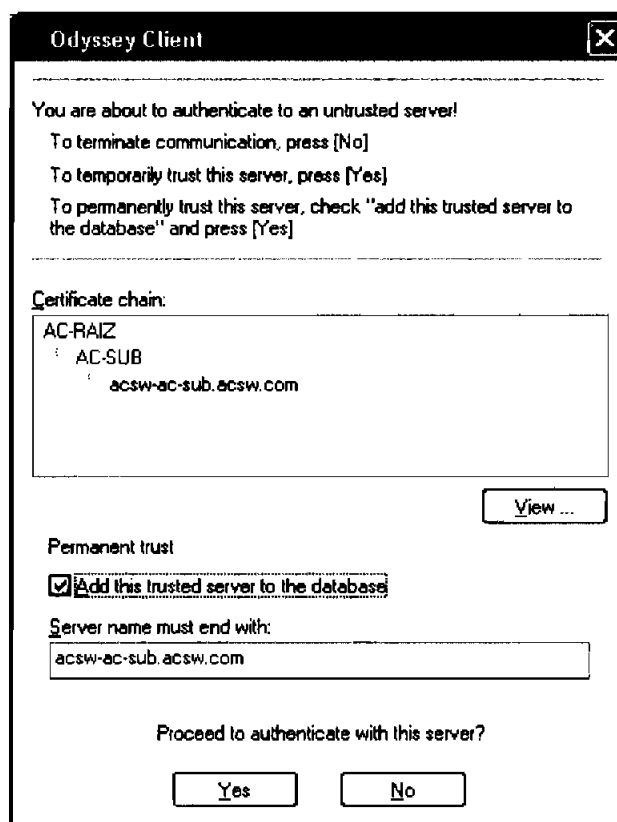 Odyssey Client
You are about to authenticate to an untrusted server!
To terminate communication, press [No]
To temporarily trust this server, press [Yes]
To permanently trust this server, check "add this trusted server to
the database" and press [Yes]
Certificate chain:
AC-RAIZ
AC-SUB
acsw-ac-sub.acsw.com
View ...
Permanent trust
Add this trusted server to the database
Server name must end with:
acsw-ac-sub.acsw.com
Proceed to authenticate with this server?
Yes No